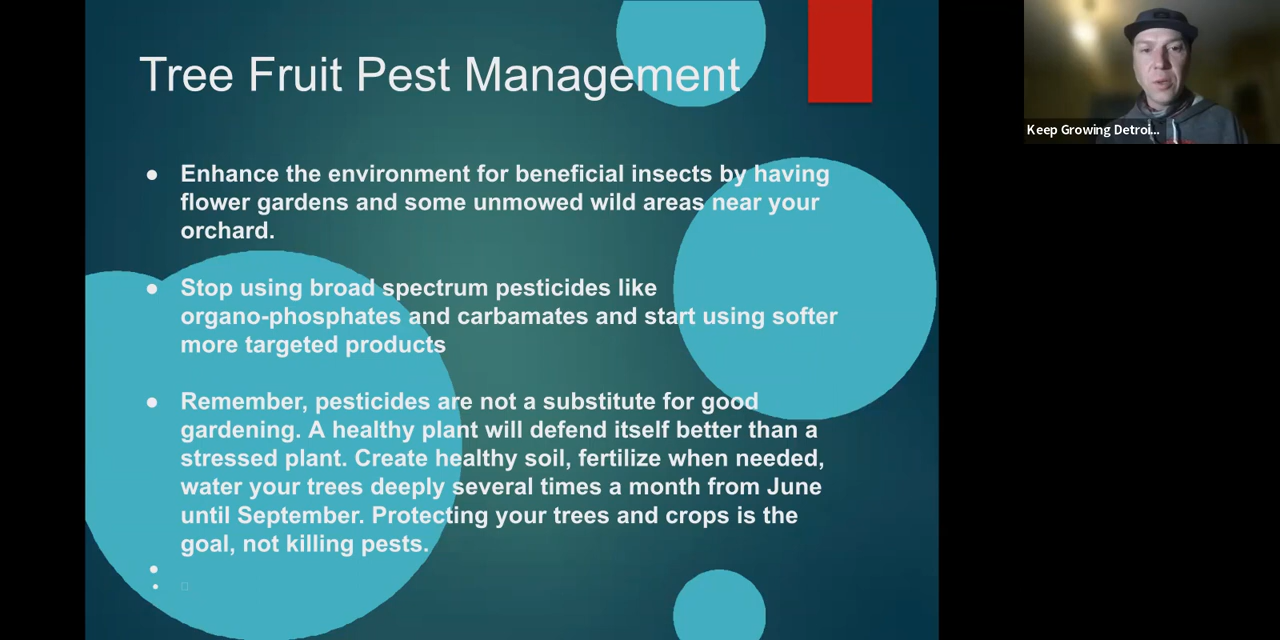 Tree Fruit Pest Management
Enhance the environment for beneficial insects by having
flower gardens and some unmowed wild areas near your
orchard.
Stop using broad spectrum pesticides like
organo-phosphates and carbamates and start using softer
more targeted products
Remember, pesticides are not a substitute for good
gardening. A healthy plant will defend itself better than a
stressed plant. Create healthy soil, fertilize when needed,
water your trees deeply several times a month from June
until September. Protecting your trees and crops is the
goal, not killing pests.
Keep Growing Detroi...